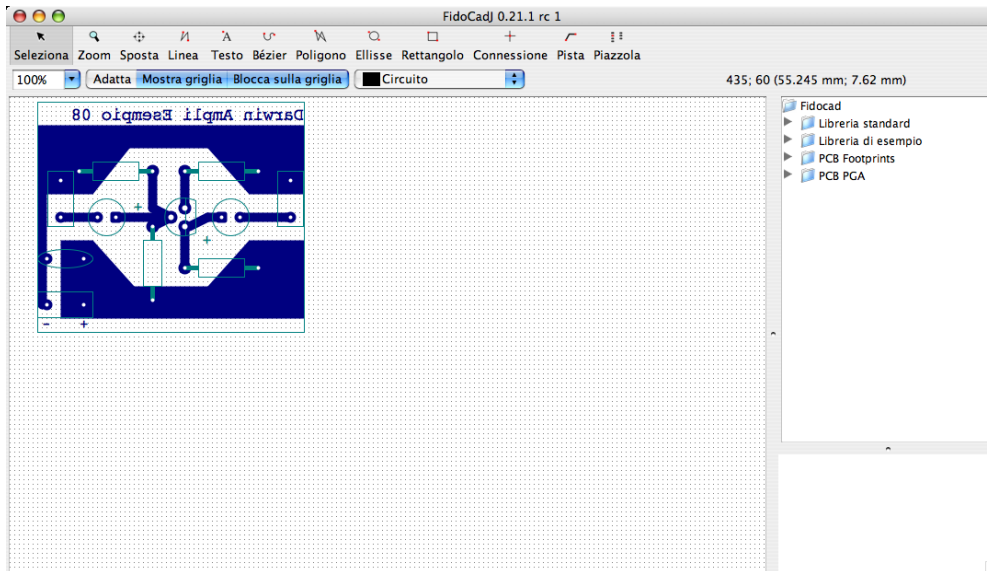 FidoCadJ 0.21.1 rc 1
Seleziona Zoom Sposta Linea Testo Bézier Poligono Ellisse Rettangolo Connessione Pista Piazzola
100% Adatta Mostra griglia Blocca sulla griglia Circuito 435; 60 (55.245 mm; 7.62 mm)
Darwin Ampli Esempio 08
+
+
- +
Fidocad
Libreria standard
Libreria di esempio
PCB Footprints
PCB PGA